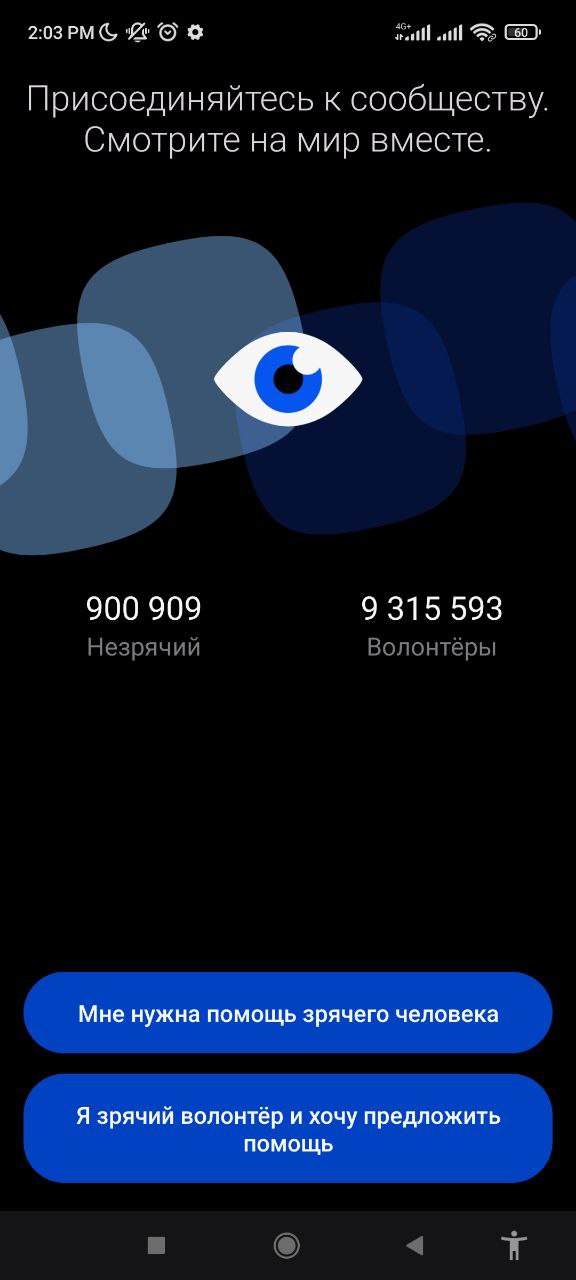 2:03 PM
4G+
60
Присоединяйтесь к сообществу.
Смотрите на мир вместе.
900 909
9 315 593
Незрячий
Волонтёры
Мне нужна помощь зрячего человека
Я зрячий волонтёр и хочу предложить
помощь